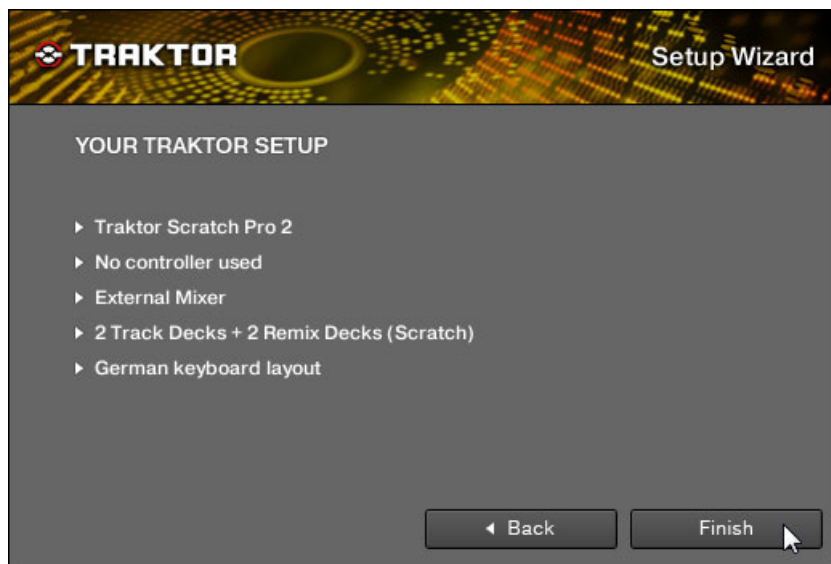 TRAKTOR
Setup Wizard
YOUR TRAKTOR SETUP
Traktor Scratch Pro 2
No controller used
External Mixer
2 Track Decks + 2 Remix Decks (Scratch)
German keyboard layout
Back
Finish